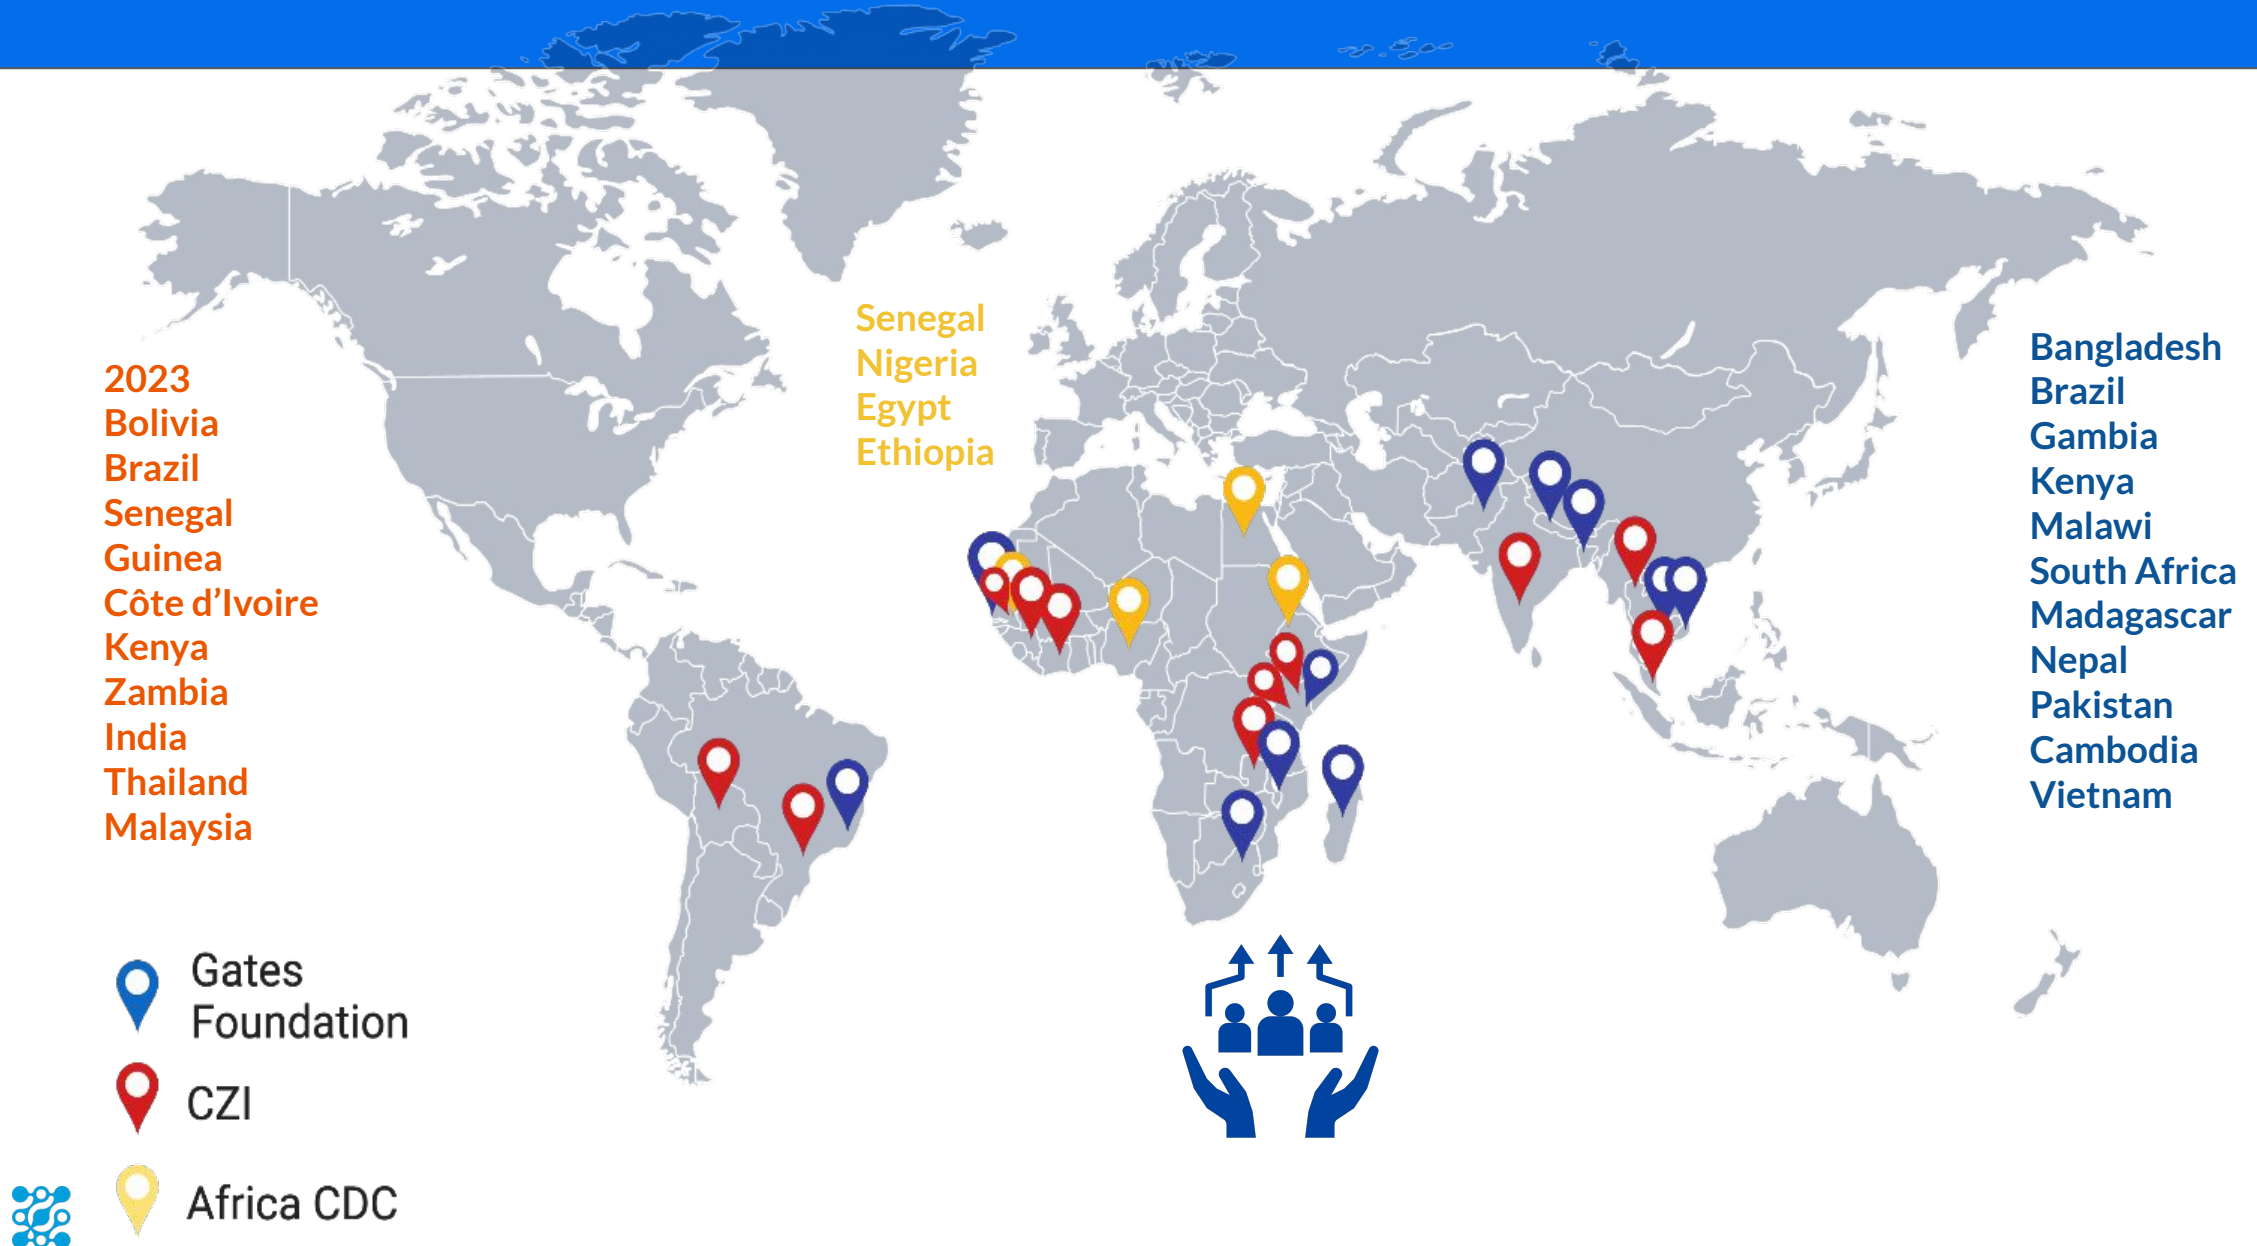 Senegal
Nigeria
Egypt
Ethiopia
2023
Bolivia
Brazil
Senegal
Guinea
Côte d’Ivoire
Kenya
Zambia
India
Thailand
Malaysia
Bangladesh
Brazil
Gambia
Kenya
Malawi
South Africa
Madagascar
Nepal
Pakistan
Cambodia
Vietnam
Gates
Foundation
CZI
Africa CDC